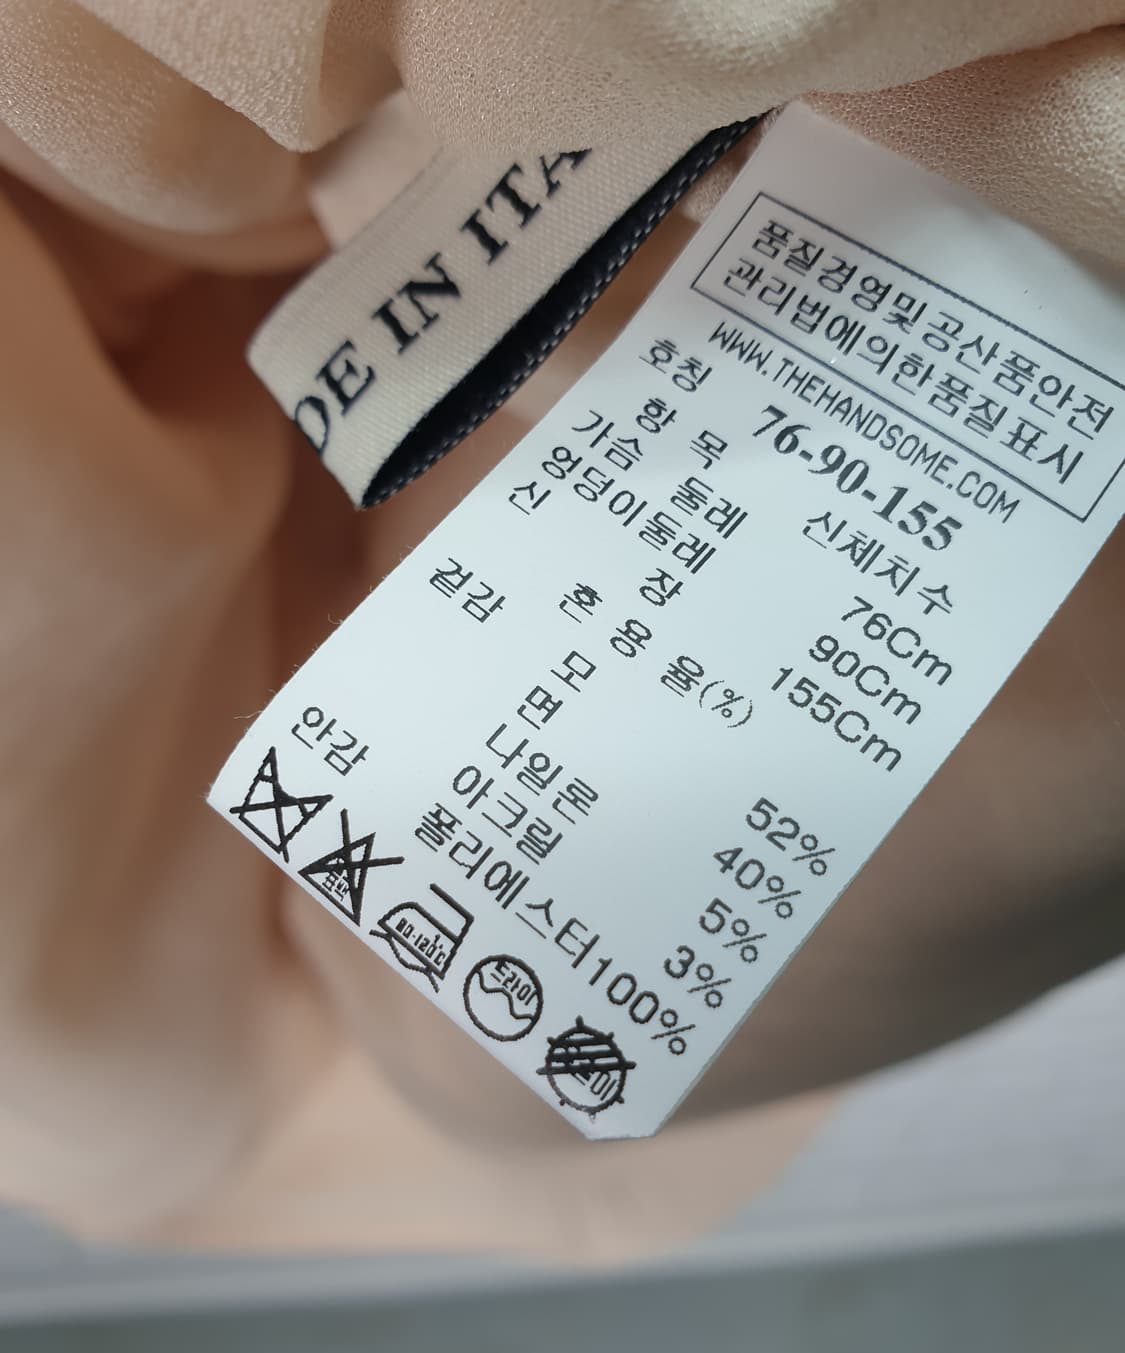 DE IN ITA
품질경영및공산품안전
관리법에의한품질표시
WWW.THEHANDSOME.COM
호칭 76-90-155
항 목 신체치수
가슴 둘레 76Cm
엉덩이둘레 90Cm
신 장 155Cm
혼 용 율(%)
겉감 모 52%
면 40%
나일론 5%
아크릴 3%
안감 폴리에스터100%
표백
80-120℃
드라이